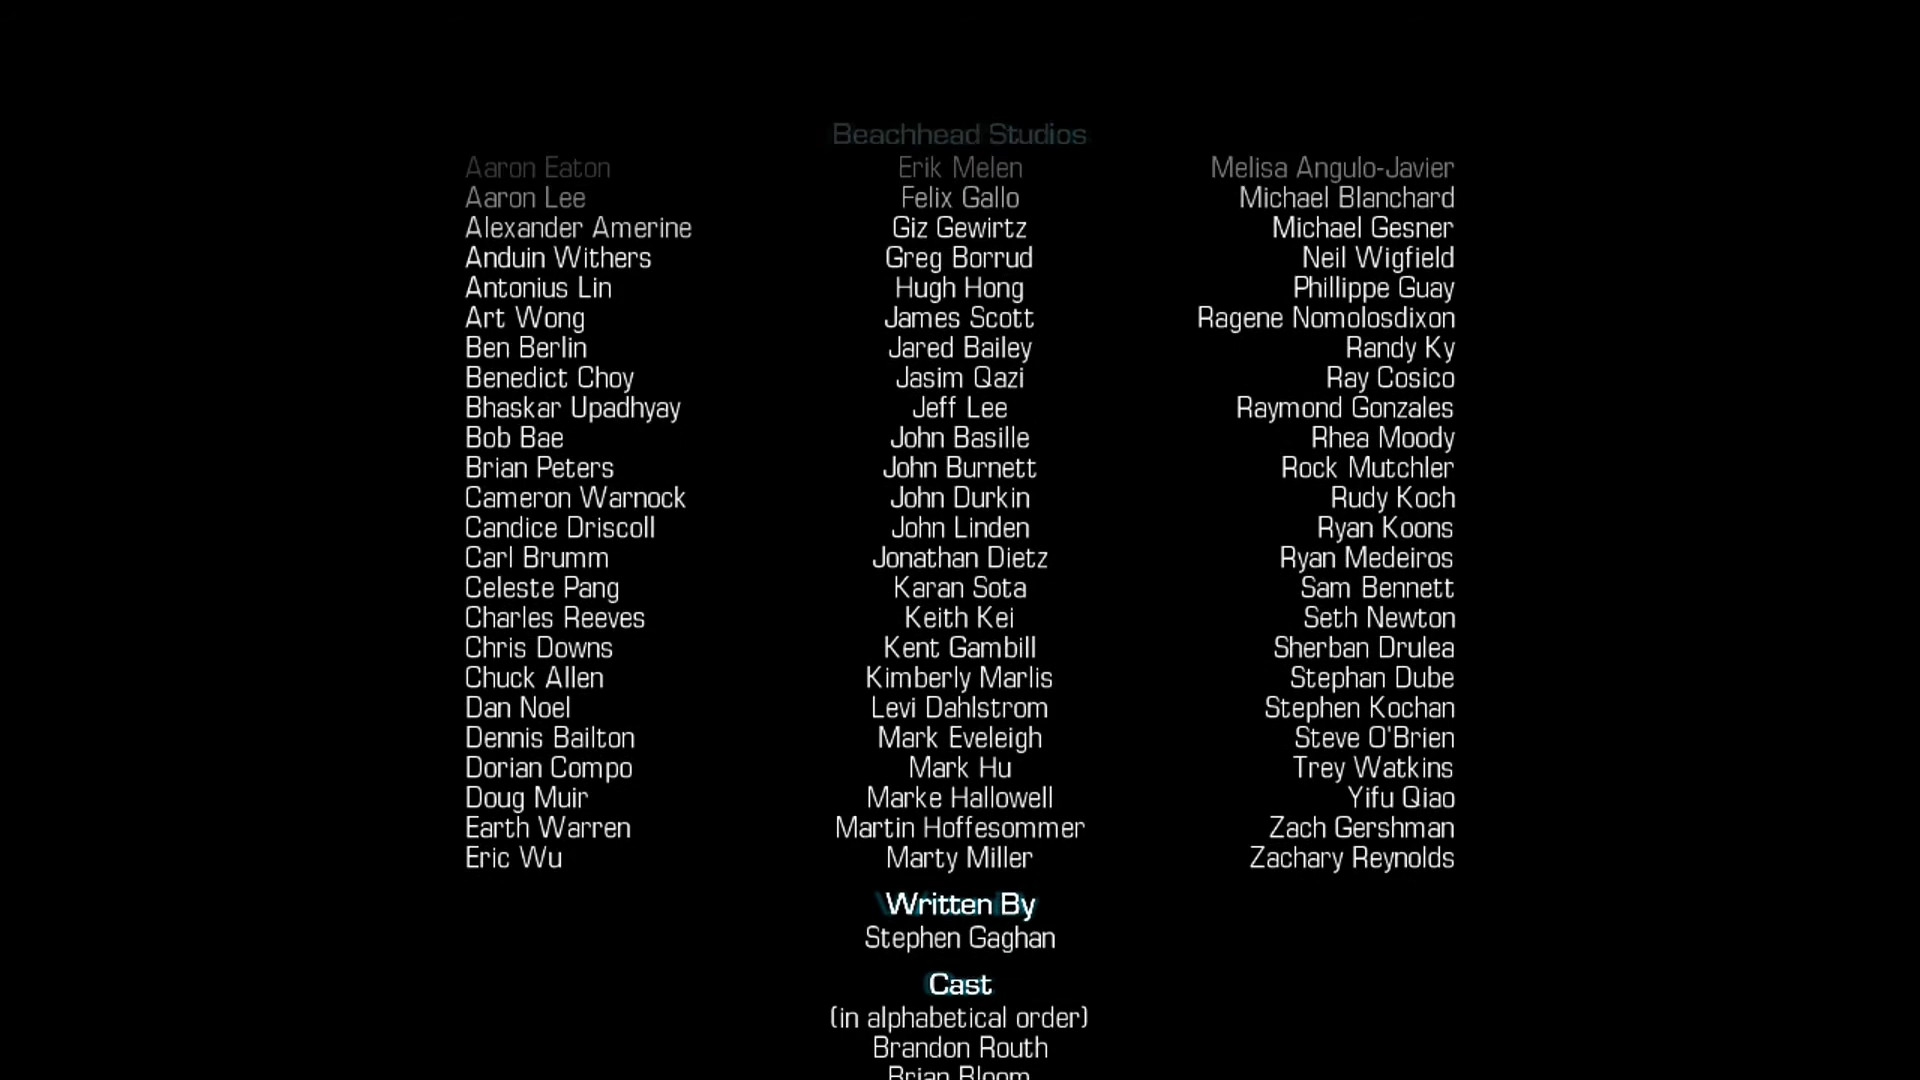 Beachhead Studios
Aaron Eaton Erik Melen Melisa Angulo-Javier
Aaron Lee Felix Gallo Michael Blanchard
Alexander Amerine Giz Gewirtz Michael Gesner
Anduin Withers Greg Borrud Neil Wigfield
Antonius Lin Hugh Hong Phillippe Guay
Art Wong James Scott Ragene Nomolosdixon
Ben Berlin Jared Bailey Randy Ky
Benedict Choy Jasim Qazi Ray Cosico
Bhaskar Upadhyay Jeff Lee Raymond Gonzales
Bob Bae John Basille Rhea Moody
Brian Peters John Burnett Rock Mutchler
Cameron Warnock John Durkin Rudy Koch
Candice Driscoll John Linden Ryan Koons
Carl Brumm Jonathan Dietz Ryan Medeiros
Celeste Pang Karan Sota Sam Bennett
Charles Reeves Keith Kei Seth Newton
Chris Downs Kent Gambill Sherban Drulea
Chuck Allen Kimberly Marlis Stephan Dube
Dan Noel Levi Dahlstrom Stephen Kochan
Dennis Bailton Mark Eveleigh Steve O'Brien
Dorian Compo Mark Hu Trey Watkins
Doug Muir Marke Hallowell Yifu Qiao
Earth Warren Martin Hoffesommer Zach Gershman
Eric Wu Marty Miller Zachary Reynolds
Written By
Stephen Gaghan
Cast
(in alphabetical order)
Brandon Routh
Brian Bloom